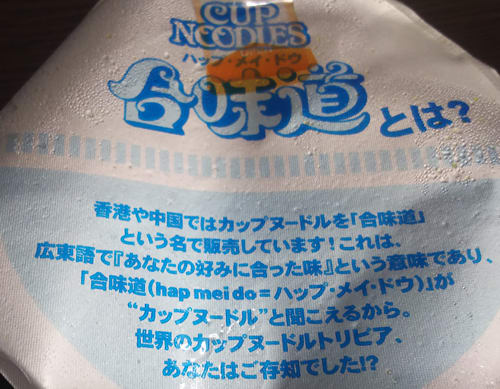 CUP
NOODLES
ハップ・メイ・ドウ
合味道とは?
香港や中国ではカップヌードルを「合味道」
という名で販売しています!これは、
広東語で『あなたの好みに合った味』という意味であり、
「合味道(hap mei do=ハップ・メイ・ドウ)」が
“カップヌードル”と聞こえるから。
世界のカップヌードルトリビア、
あなたはご存知でした!?